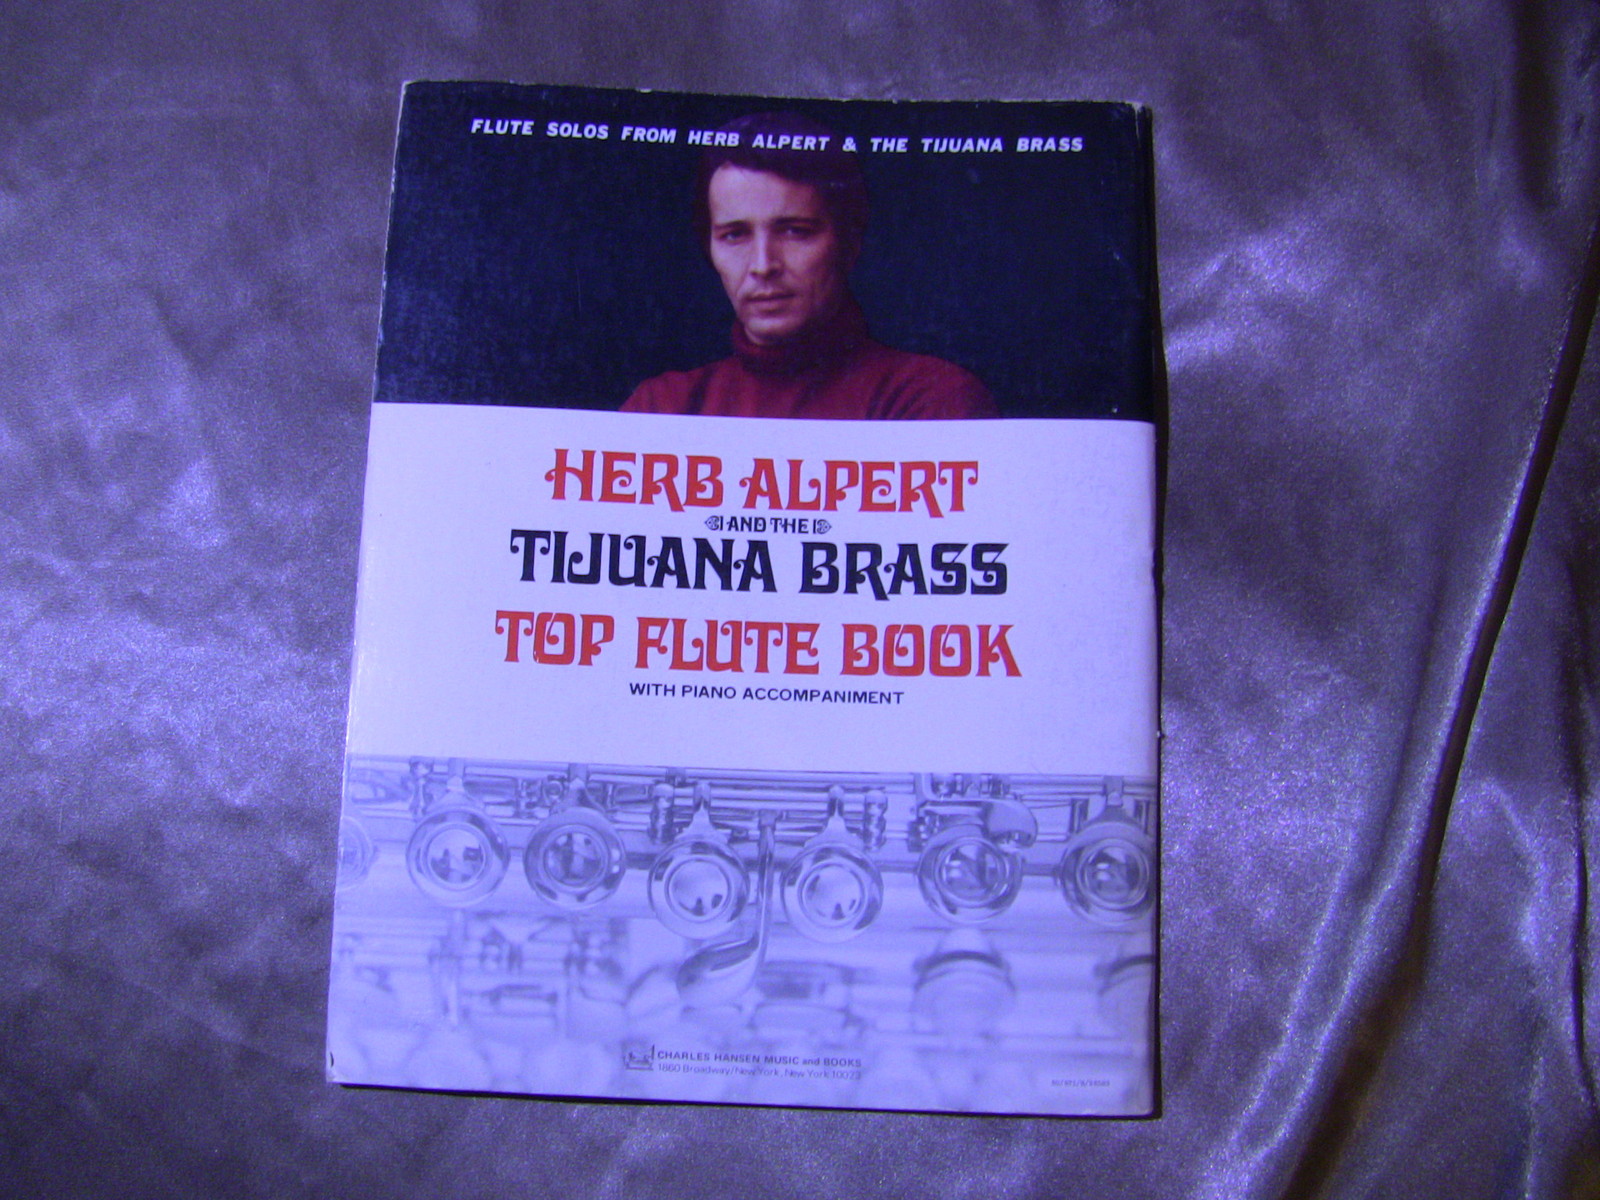 FLUTE SOLOS FROM HERB ALPERT & THE TIJUANA BRASS
HERB ALPERT
AND THE
TIJUANA BRASS
TOP FLUTE BOOK
WITH PIANO ACCOMPANIMENT
CHARLES HANSEN MUSIC and BOOKS
1860 Broadway/New York, New York 10023